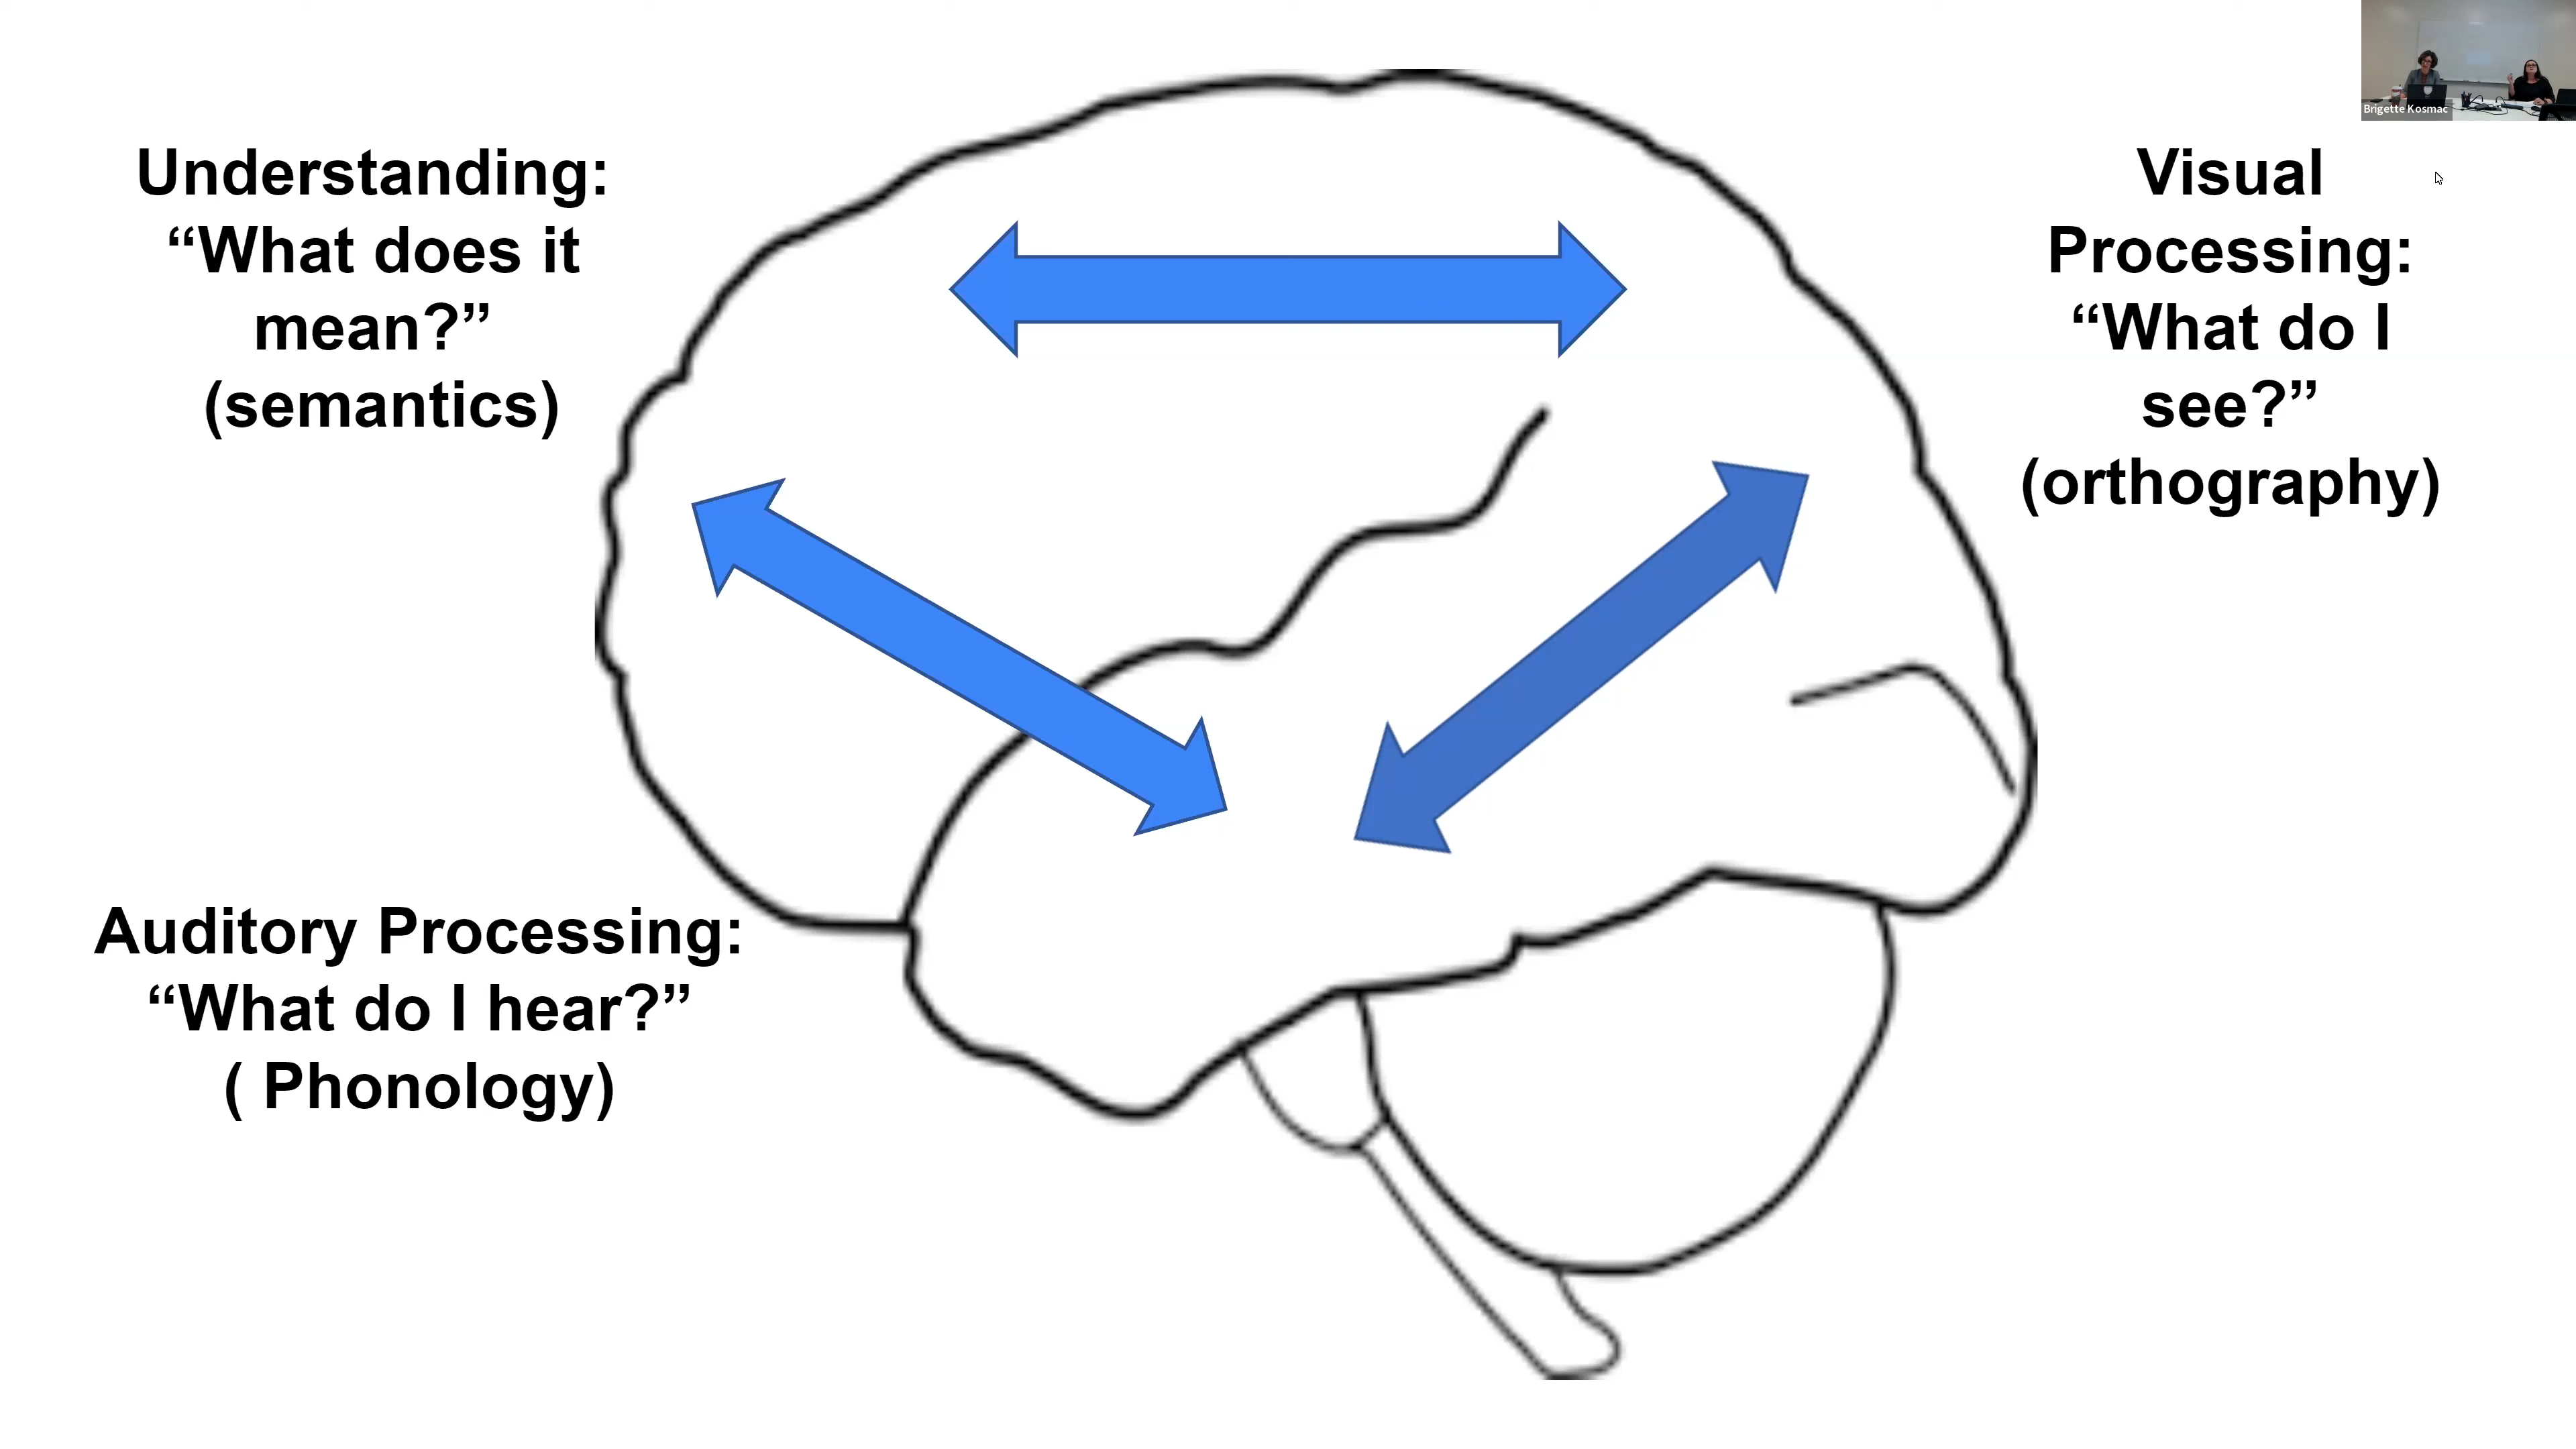 Understanding:
“What does it
mean?”
(semantics)
Visual
Processing:
“What do I
see?”
(orthography)
Auditory Processing:
“What do I hear?”
( Phonology)
Brigette Kosmac